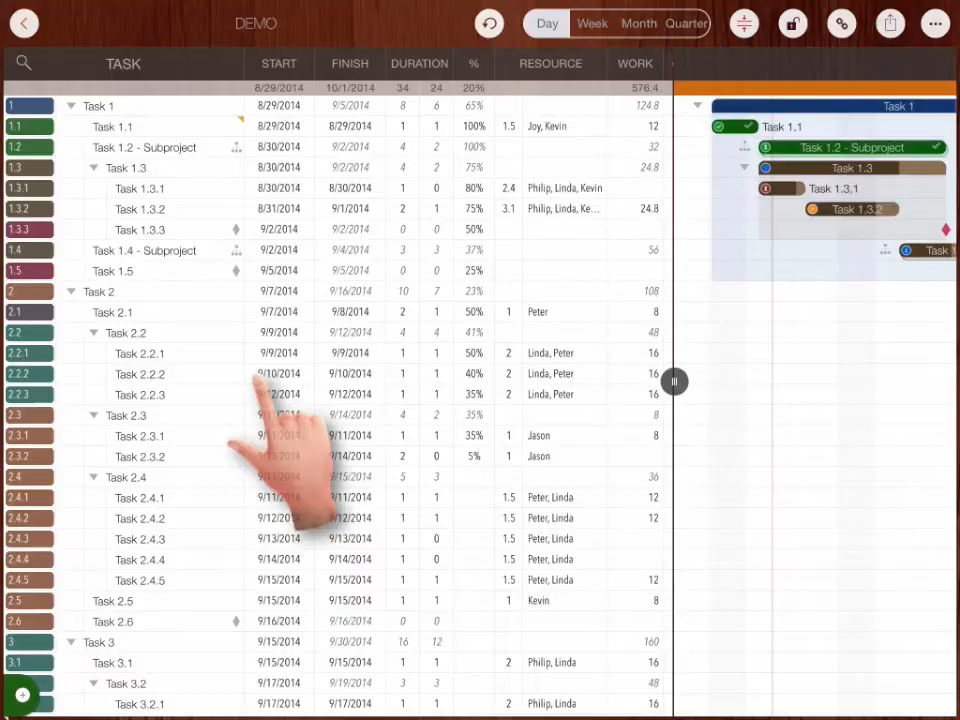 DEMO Day Week Month Quarter
TASK START FINISH DURATION % RESOURCE WORK
8/29/2014 10/1/2014 34 24 20% 576.4
1 Task 1 8/29/2014 9/5/2014 8 6 65% 124.8 Task 1
1.1 Task 1.1 8/29/2014 8/29/2014 1 1 100% 1.5 Joy, Kevin 12 Task 1.1
1.2 Task 1.2 - Subproject 8/30/2014 9/2/2014 4 2 100% 32 Task 1.2 - Subproject
1.3 Task 1.3 8/30/2014 9/2/2014 4 2 75% 24.8 Task 1.3
1.3.1 Task 1.3.1 8/30/2014 8/30/2014 1 0 80% 2.4 Philip, Linda, Kevin Task 1.3.1
1.3.2 Task 1.3.2 8/31/2014 9/1/2014 2 1 75% 3.1 Philip, Linda, Ke... 24.8 Task 1.3.2
1.3.3 Task 1.3.3 9/2/2014 9/2/2014 0 0 50%
1.4 Task 1.4 - Subproject 9/2/2014 9/4/2014 3 3 37% 56 Task
1.5 Task 1.5 9/5/2014 9/5/2014 0 0 25%
2 Task 2 9/7/2014 9/16/2014 10 7 23% 108
2.1 Task 2.1 9/7/2014 9/8/2014 2 1 50% 1 Peter 8
2.2 Task 2.2 9/9/2014 9/12/2014 4 4 41% 48
2.2.1 Task 2.2.1 9/9/2014 9/9/2014 1 1 50% 2 Linda, Peter 16
2.2.2 Task 2.2.2 9/10/2014 9/10/2014 1 1 40% 2 Linda, Peter 16
2.2.3 Task 2.2.3 12/2014 9/12/2014 1 1 35% 2 Linda, Peter 16
2.3 Task 2.3 9/14/2014 4 2 35% 8
2.3.1 Task 2.3.1 9/11/2014 1 1 35% 1 Jason 8
2.3.2 Task 2.3.2 9/14/2014 2 0 5% 1 Jason
2.4 Task 2.4 9/15/2014 5 3 36
2.4.1 Task 2.4.1 9/11/2014 9/11/2014 1 1 1.5 Peter, Linda 12
2.4.2 Task 2.4.2 9/12/2014 9/12/2014 1 1 1.5 Peter, Linda 12
2.4.3 Task 2.4.3 9/13/2014 9/13/2014 1 0 1.5 Peter, Linda
2.4.4 Task 2.4.4 9/14/2014 9/14/2014 1 0 1.5 Peter, Linda
2.4.5 Task 2.4.5 9/15/2014 9/15/2014 1 1 1.5 Peter, Linda 12
2.5 Task 2.5 9/15/2014 9/15/2014 1 1 1 Kevin 8
2.6 Task 2.6 9/16/2014 9/16/2014 0 0
3 Task 3 9/15/2014 9/30/2014 16 12 160
3.1 Task 3.1 9/15/2014 9/15/2014 1 1 2 Philip, Linda 16
Task 3.2 9/17/2014 9/19/2014 3 3 48
Task 3.2.1 9/17/2014 9/17/2014 1 1 2 Philip, Linda 16